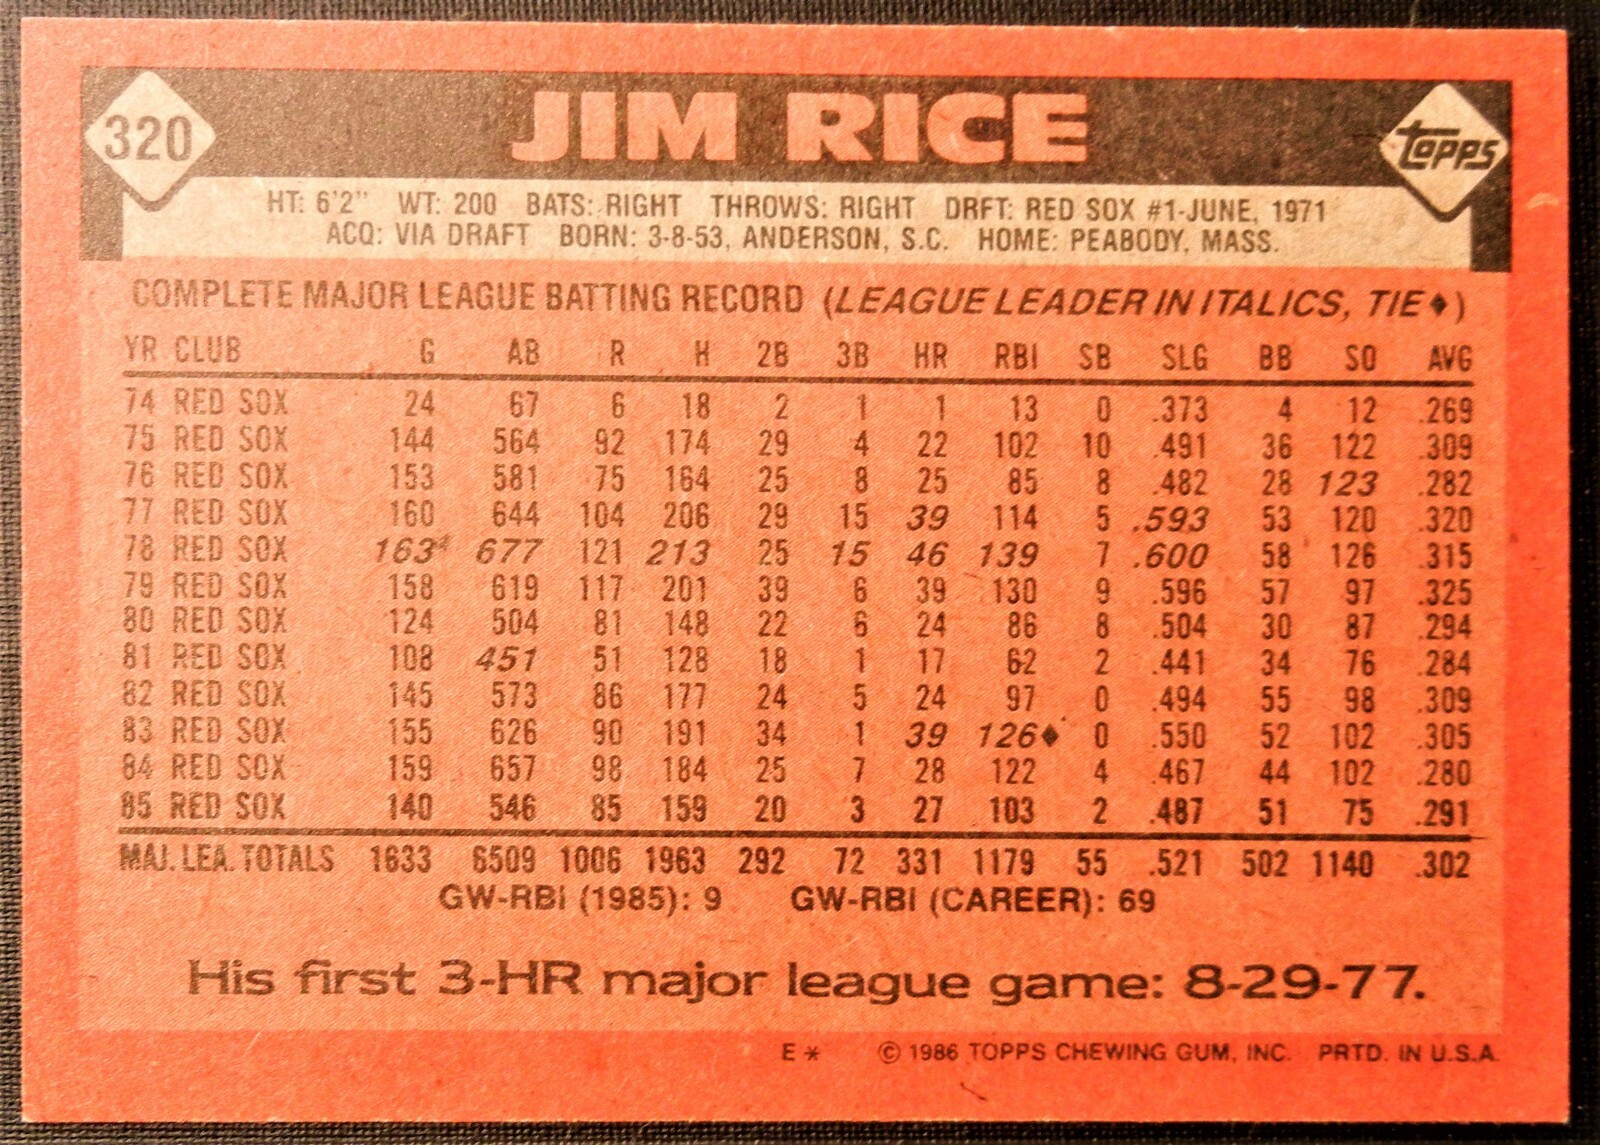 320 JIM RICE topps
HT: 6'2" WT: 200 BATS: RIGHT THROWS: RIGHT DRFT: RED SOX #1-JUNE, 1971
ACQ: VIA DRAFT BORN: 3-8-53, ANDERSON, S.C. HOME: PEABODY, MASS.
COMPLETE MAJOR LEAGUE BATTING RECORD (LEAGUE LEADER IN ITALICS, TIE♦)
YR CLUB G AB R H 2B 3B HR RBI SB SLG BB SO AVG
74 RED SOX 24 67 6 18 2 1 1 13 0 .373 4 12 .269
75 RED SOX 144 564 92 174 29 4 22 102 10 .491 36 122 .309
76 RED SOX 153 581 75 164 25 8 25 85 8 .482 28 123 .282
77 RED SOX 160 644 104 206 29 15 39 114 5 .593 53 120 .320
78 RED SOX 163 677 121 213 25 15 46 139 7 .600 58 126 .315
79 RED SOX 158 619 117 201 39 6 39 130 9 .596 57 97 .325
80 RED SOX 124 504 81 148 22 6 24 86 8 .504 30 87 .294
81 RED SOX 108 451 51 128 18 1 17 62 2 .441 34 76 .284
82 RED SOX 145 573 86 177 24 5 24 97 0 .494 55 98 .309
83 RED SOX 155 626 90 191 34 1 39 126♦ 0 .550 52 102 .305
84 RED SOX 159 657 98 184 25 7 28 122 4 .467 44 102 .280
85 RED SOX 140 546 85 159 20 3 27 103 2 .487 51 75 .291
MAJ. LEA. TOTALS 1633 6509 1006 1963 292 72 331 1179 55 .521 502 1140 .302
GW-RBI (1985): 9 GW-RBI (CAREER): 69
His first 3-HR major league game: 8-29-77.
E* © 1986 TOPPS CHEWING GUM, INC. PRTD. IN U.S.A.